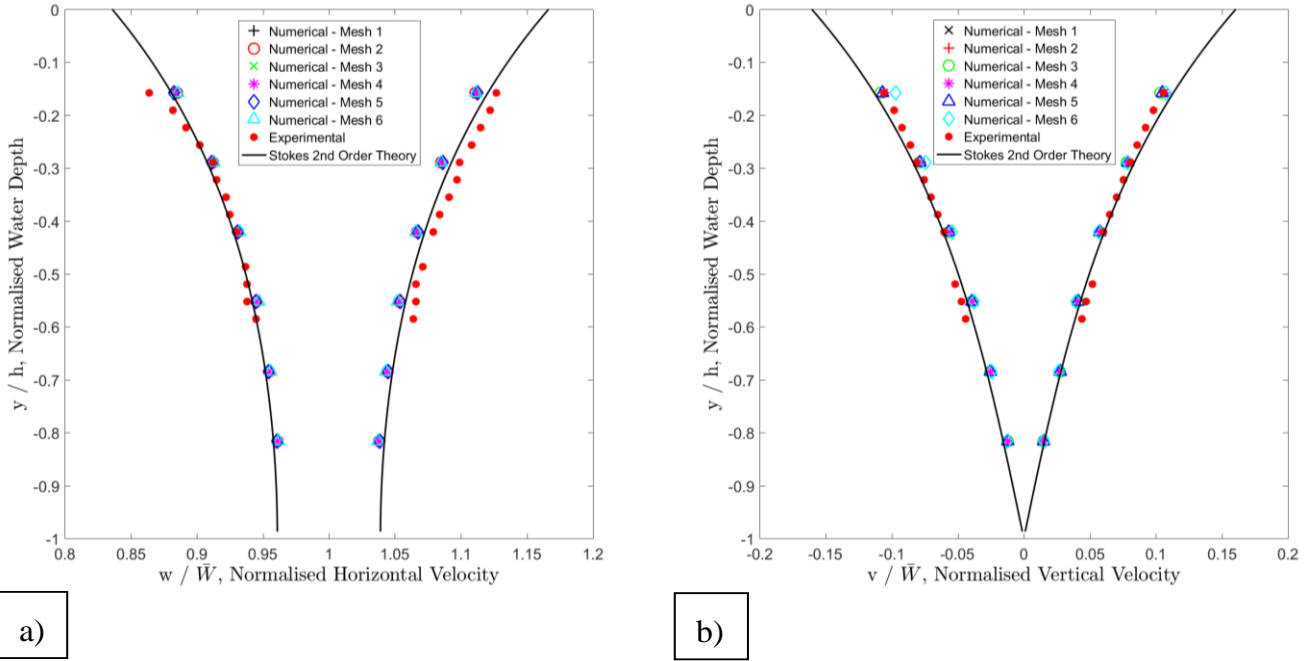 0
-0.1
-0.2
-0.3
-0.4
-0.5
-0.6
-0.7
-0.8
-0.9
-1
y / h, Normalised Water Depth
Numerical - Mesh 1
Numerical - Mesh 2
Numerical - Mesh 3
Numerical - Mesh 4
Numerical - Mesh 5
Numerical - Mesh 6
Experimental
Stokes 2nd Order Theory
0.8 0.85 0.9 0.95 1 1.05 1.1 1.15 1.2
w / W̄, Normalised Horizontal Velocity
a)
0
-0.1
-0.2
-0.3
-0.4
-0.5
-0.6
-0.7
-0.8
-0.9
-1
y / h, Normalised Water Depth
Numerical - Mesh 1
Numerical - Mesh 2
Numerical - Mesh 3
Numerical - Mesh 4
Numerical - Mesh 5
Numerical - Mesh 6
Experimental
Stokes 2nd Order Theory
-0.2 -0.15 -0.1 -0.05 0 0.05 0.1 0.15 0.2
v / W̄, Normalised Vertical Velocity
b)